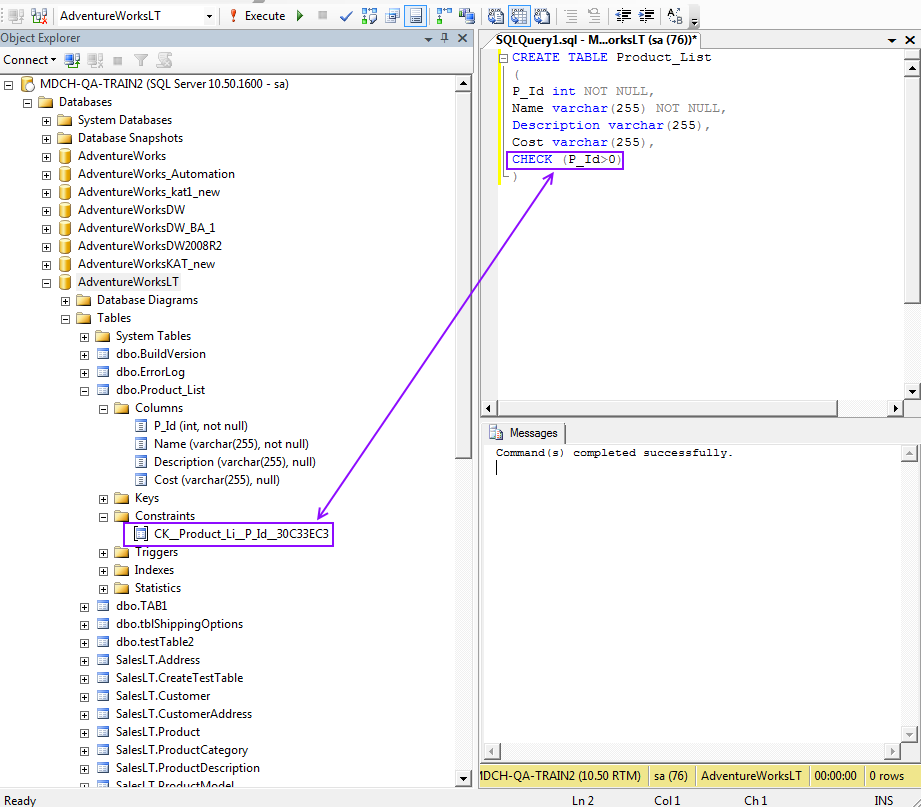 AdventureWorksLT
Execute
Object Explorer
Connect
MDCH-QA-TRAIN2 (SQL Server 10.50.1600 - sa)
Databases
System Databases
Database Snapshots
AdventureWorks
AdventureWorks_Automation
AdventureWorks_kat1_new
AdventureWorksDW
AdventureWorksDW_BA_1
AdventureWorksDW2008R2
AdventureWorksKAT_new
AdventureWorksLT
Database Diagrams
Tables
System Tables
dbo.BuildVersion
dbo.ErrorLog
dbo.Product_List
Columns
P_Id (int, not null)
Name (varchar(255), not null)
Description (varchar(255), null)
Cost (varchar(255), null)
Keys
Constraints
CK__Product_Li__P_Id__30C33EC3
Triggers
Indexes
Statistics
dbo.TAB1
dbo.tblShippingOptions
dbo.testTable2
SalesLT.Address
SalesLT.CreateTestTable
SalesLT.Customer
SalesLT.CustomerAddress
SalesLT.Product
SalesLT.ProductCategory
SalesLT.ProductDescription
SalesLT.ProductModel
SQLQuery1.sql - M...orksLT (sa (76))*
CREATE TABLE Product_List
(
P_Id int NOT NULL,
Name varchar(255) NOT NULL,
Description varchar(255),
Cost varchar(255),
CHECK (P_Id>0)
)
Messages
Command(s) completed successfully.
MDCH-QA-TRAIN2 (10.50 RTM) sa (76) AdventureWorksLT 00:00:00 0 rows
Ready Ln 2 Col 1 Ch 1 INS